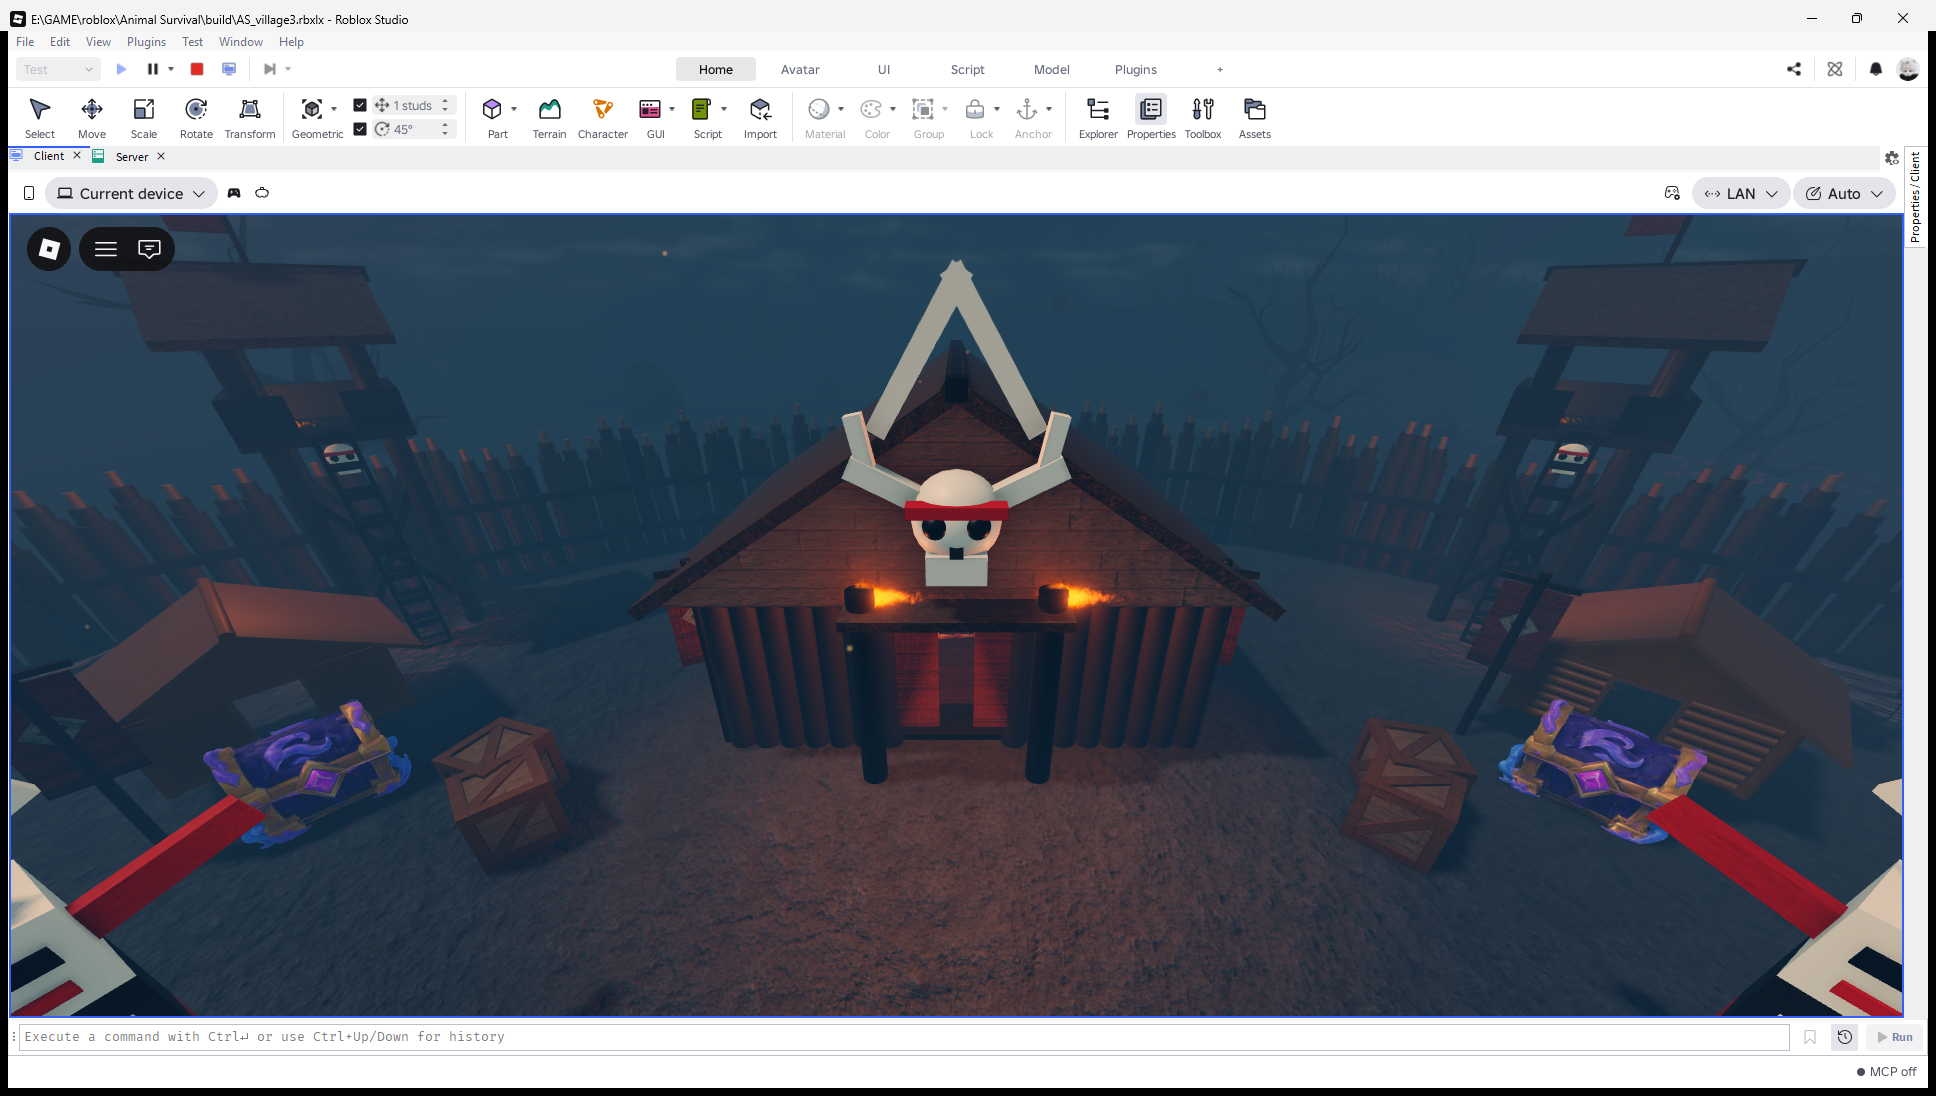 E:\GAME\roblox\Animal Survival\build\AS_village3.rbxlx - Roblox Studio
File Edit View Plugins Test Window Help
Test
Home Avatar UI Script Model Plugins +
1 studs
45°
Select Move Scale Rotate Transform Geometric Part Terrain Character GUI Script Import Material Color Group Lock Anchor Explorer Properties Toolbox Assets
Client Server
Properties / Client
Current device
LAN
Auto
Execute a command with Ctrl↵ or use Ctrl+Up/Down for history
Run
MCP off